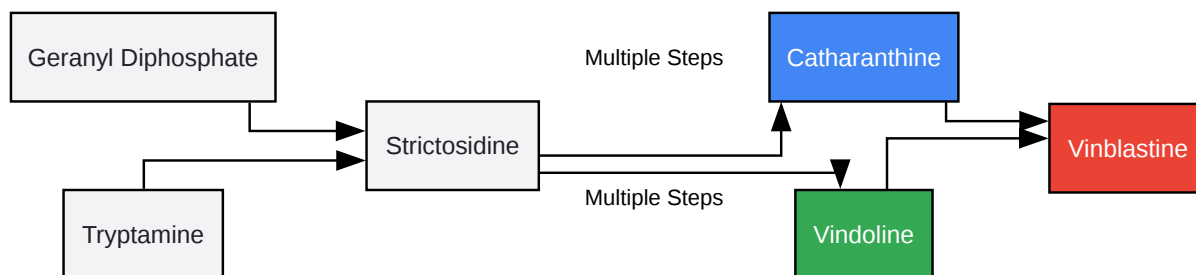 Geranyl Diphosphate
Multiple Steps
Catharanthine
Strictosidine
Vinblastine
Multiple Steps
Tryptamine
Vindoline